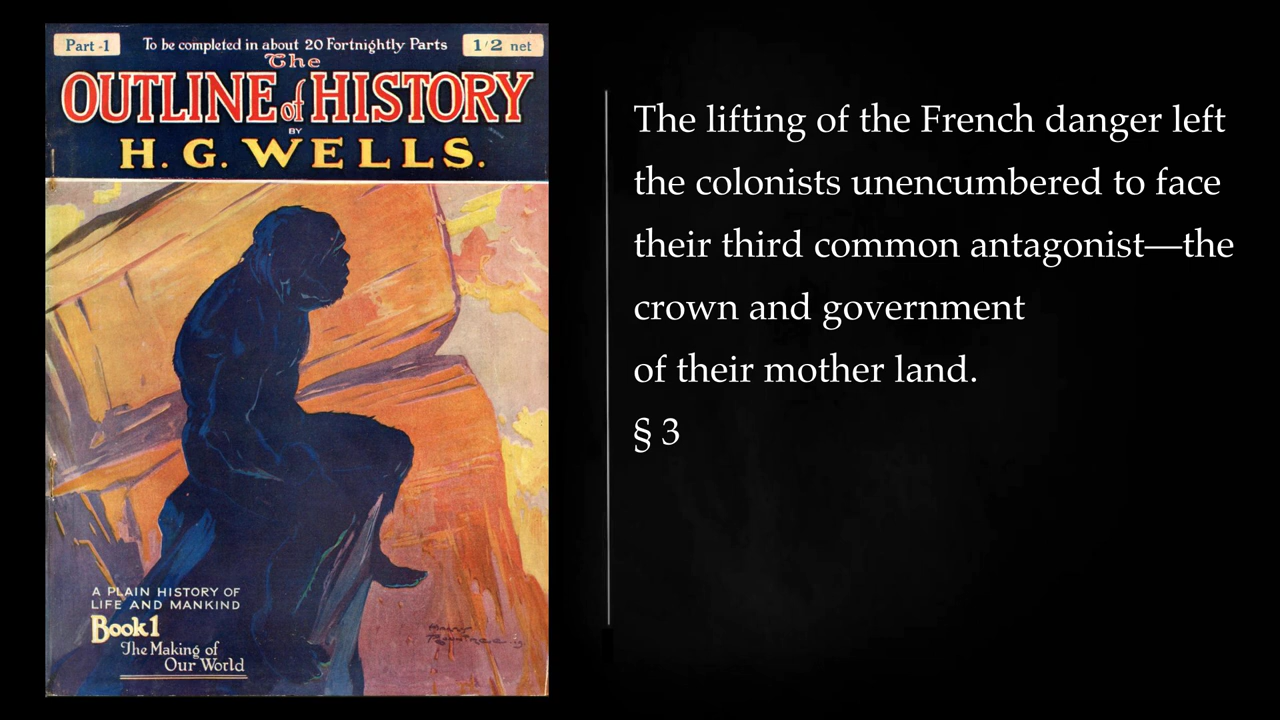 Part -1
To be completed in about 20 Fortnightly Parts
1/2 net
The
OUTLINE of HISTORY
BY
H. G. WELLS.
A PLAIN HISTORY OF
LIFE AND MANKIND
Book 1
The Making of
Our World
The lifting of the French danger left
the colonists unencumbered to face
their third common antagonist—the
crown and government
of their mother land.
§ 3